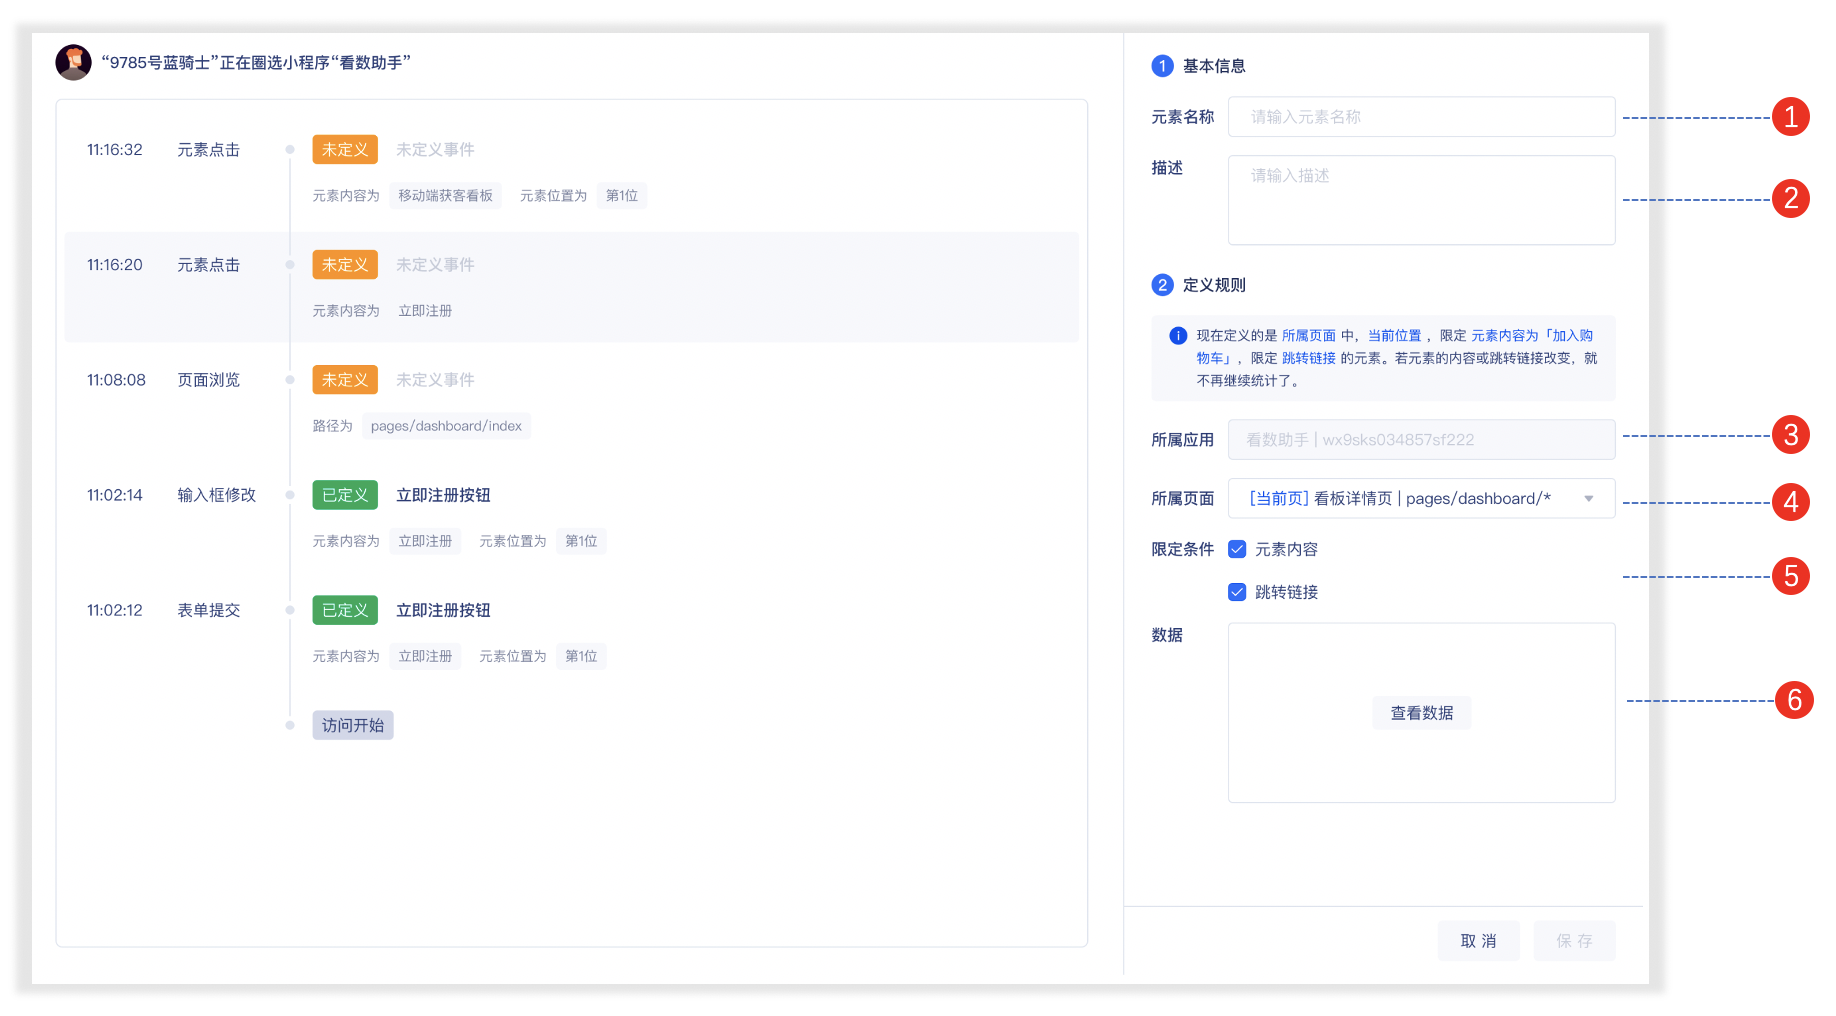 “9785号蓝骑士”正在圈选小程序“看数助手”
11:16:32 元素点击 未定义 未定义事件
元素内容为 移动端获客看板 元素位置为 第1位
11:16:20 元素点击 未定义 未定义事件
元素内容为 立即注册
11:08:08 页面浏览 未定义 未定义事件
路径为 pages/dashboard/index
11:02:14 输入框修改 已定义 立即注册按钮
元素内容为 立即注册 元素位置为 第1位
11:02:12 表单提交 已定义 立即注册按钮
元素内容为 立即注册 元素位置为 第1位
访问开始
1 基本信息
元素名称 请输入元素名称 1
描述 请输入描述 2
2 定义规则
i 现在定义的是 所属页面 中，当前位置 ，限定 元素内容为「加入购
物车」，限定 跳转链接 的元素。若元素的内容或跳转链接改变，就
不再继续统计了。
所属应用 看数助手 | wx9sks034857sf222 3
所属页面 [当前页] 看板详情页 | pages/dashboard/* 4
限定条件 元素内容
5
跳转链接
数据
查看数据 6
取 消 保 存